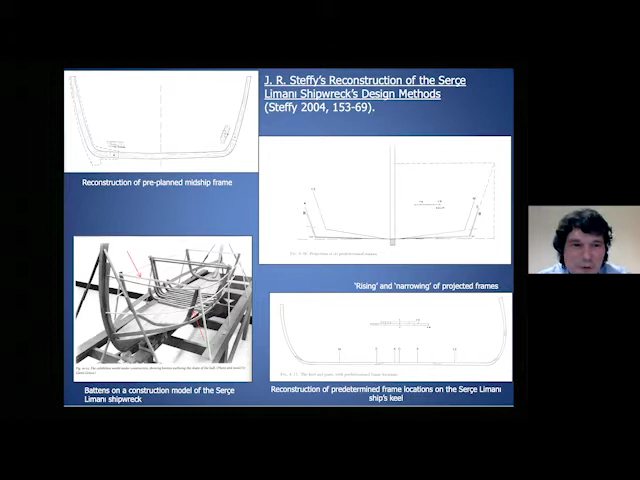 J. R. Steffy's Reconstruction of the Serçe
Limanı Shipwreck's Design Methods
(Steffy 2004, 153-69).
Reconstruction of pre-planned midship frame
'Rising' and 'narrowing' of projected frames
Battens on a construction model of the Serçe
Limanı shipwreck
Reconstruction of predetermined frame locations on the Serçe Limanı
ship's keel